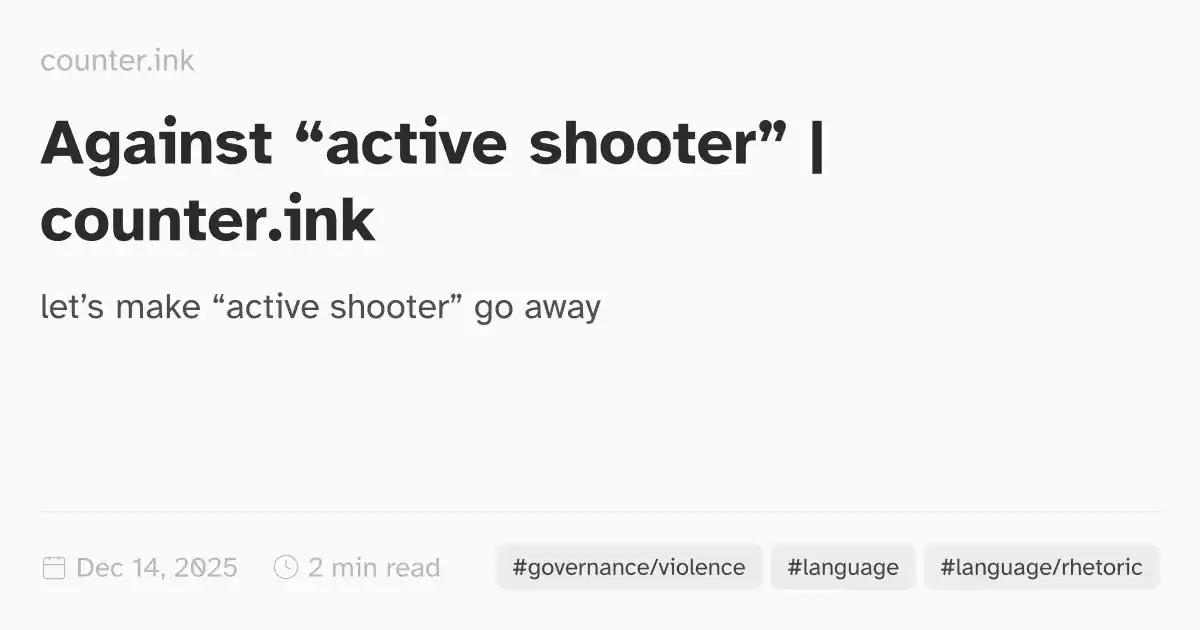 counter.ink
Against “active shooter” |
counter.ink
let’s make “active shooter” go away
Dec 14, 2025 2 min read #governance/violence #language #language/rhetoric